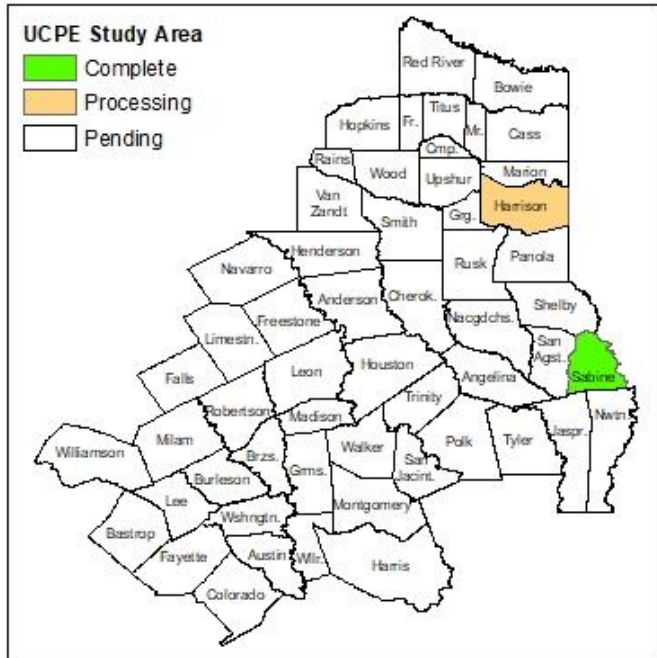 UCPE Study Area
Complete
Processing
Pending
Red River
Bowie
Titus
Hopkins
Fr.
Mr.
Cass
Cmp.
Rains
Wood
Upshur
Marion
Van
Zandt
Harrison
Smith
Grg.
Henderson
Navarro
Rusk
Panola
Anderson
Cherok.
Shelby
Freestone
Nacgdchs.
Limestn.
San
Agst.
Houston
Leon
Angelina
Sabine
Falls
Trinity
Robertson
Madison
Nwtn.
Milam
Walker
Polk
Tyler
Jaspr.
Williamson
Brzs.
Grms.
San
Jacint.
Burleson
Lee
Montgomery
Wshngtn.
Bastrop
Fayette
Austin
Wllr.
Harris
Colorado